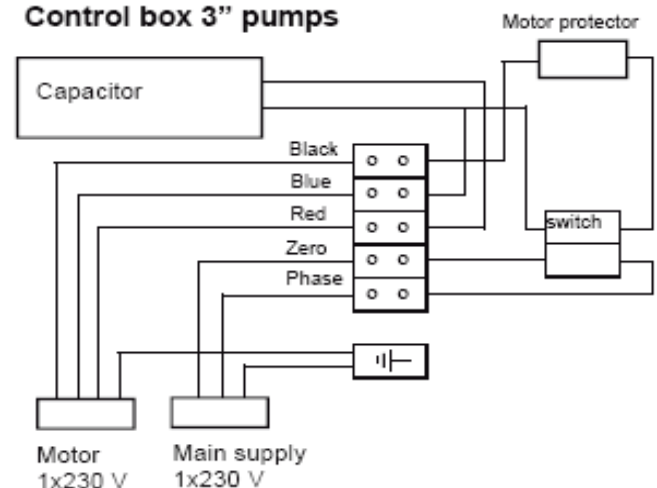 Control box 3” pumps
Motor protector
Capacitor
Black
Blue
Red
switch
Zero
Phase
Motor
1x230 V
Main supply
1x230 V